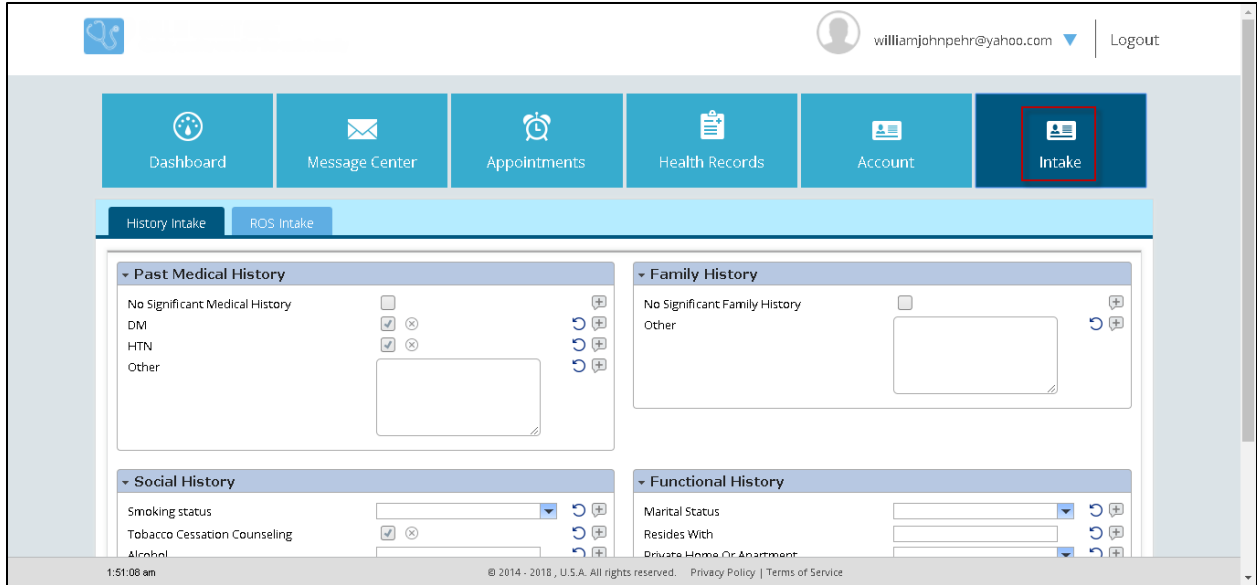 williamjohnpehr@yahoo.com Logout
Dashboard Message Center Appointments Health Records Account Intake
History Intake ROS Intake
Past Medical History
No Significant Medical History
DM
HTN
Other
Family History
No Significant Family History
Other
Social History
Smoking status
Tobacco Cessation Counseling
Alcohol
Functional History
Marital Status
Resides With
Private Home Or Apartment
1:51:08 am © 2014 - 2018 , U.S.A. All rights reserved. Privacy Policy | Terms of Service